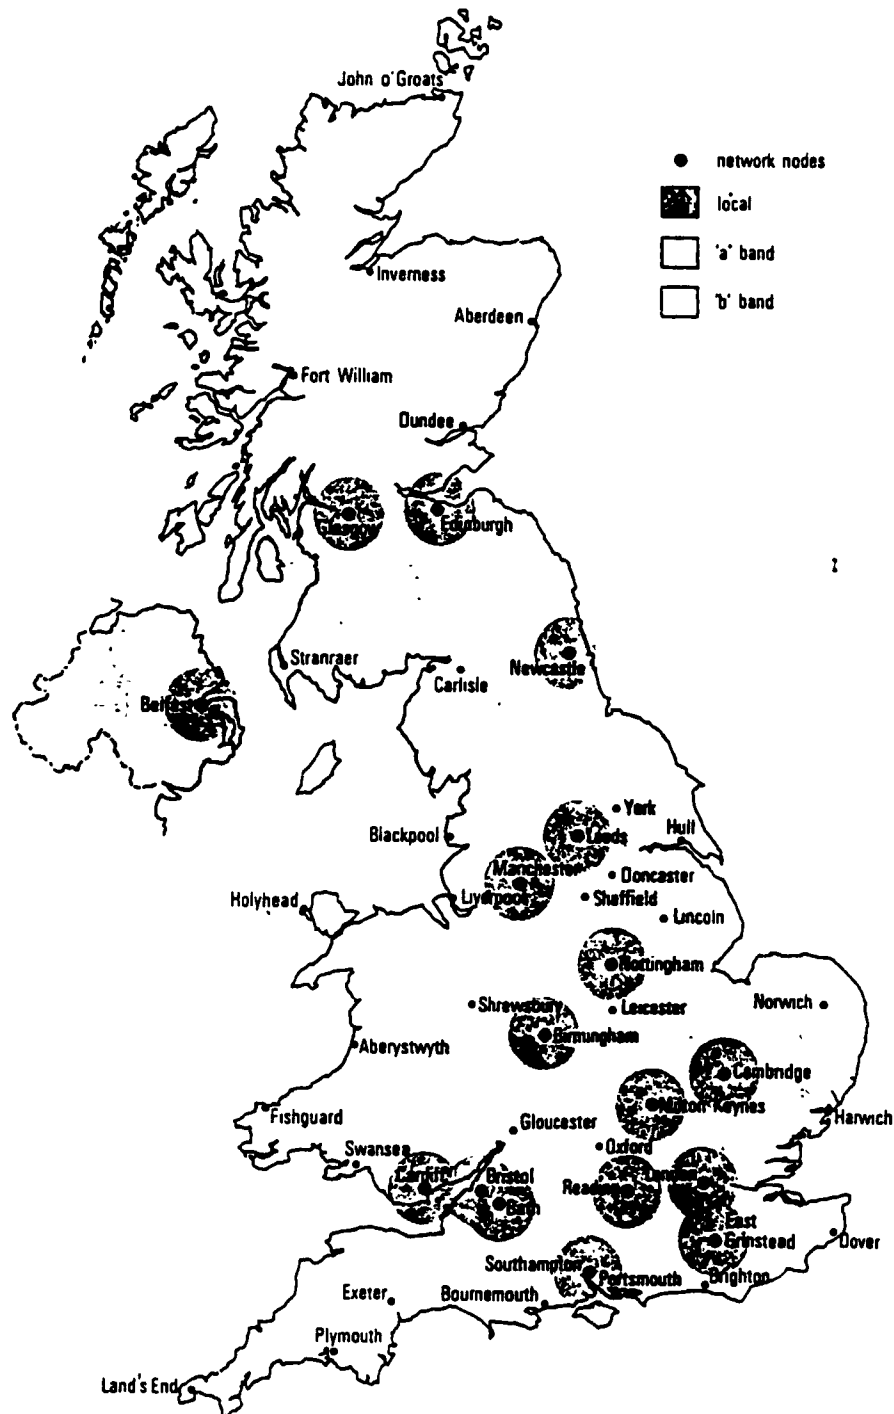 John o'Groats
network nodes
local
'a' band
'b' band
Inverness
Aberdeen
Fort William
Dundee
Glasgow
Edinburgh
Stranraer
Newcastle
Carlisle
Belfast
York
Blackpool
Leeds
Hull
Manchester
Doncaster
Holyhead
Liverpool
Sheffield
Lincoln
Nottingham
Shrewsbury
Leicester
Norwich
Birmingham
Aberystwyth
Cambridge
Milton Keynes
Fishguard
Harwich
Gloucester
Swansea
Oxford
Cardiff
Bristol
Reading
London
Bath
East
Grinstead
Dover
Southampton
Portsmouth
Brighton
Exeter
Bournemouth
Plymouth
Land's End